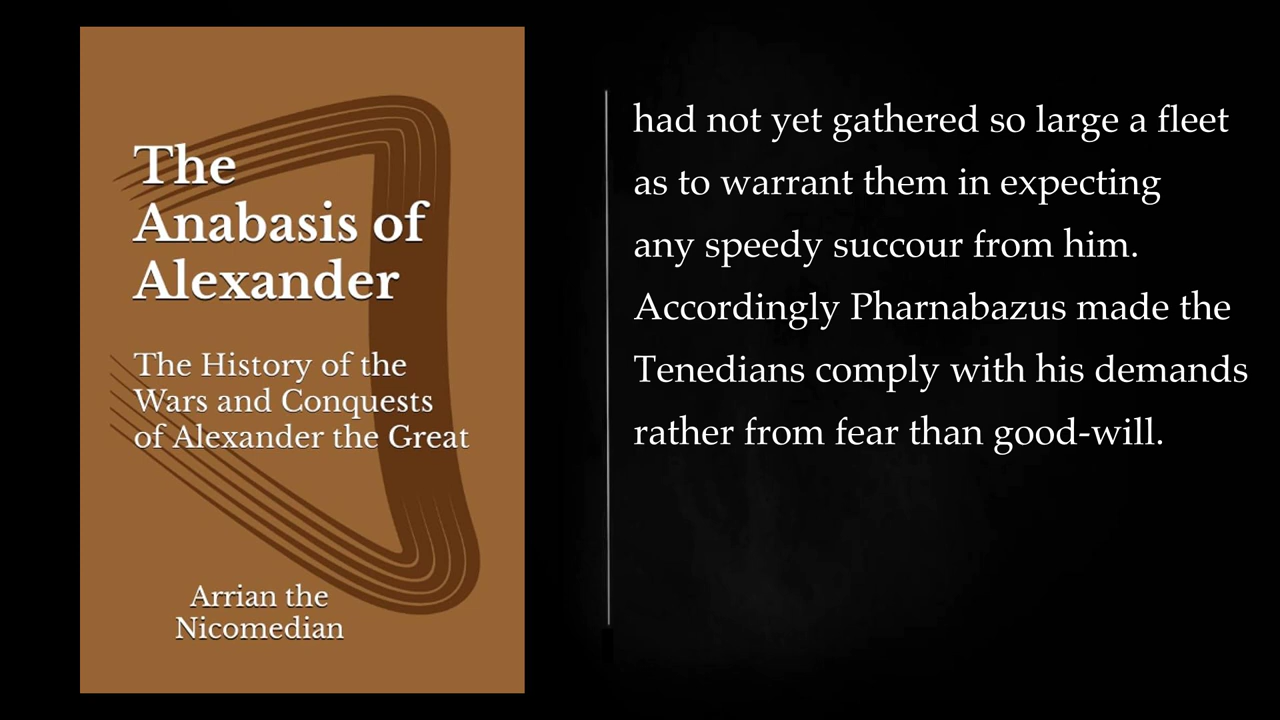 The
Anabasis of
Alexander
The History of the
Wars and Conquests
of Alexander the Great
Arrian the
Nicomedian
had not yet gathered so large a fleet
as to warrant them in expecting
any speedy succour from him.
Accordingly Pharnabazus made the
Tenedians comply with his demands
rather from fear than good-will.